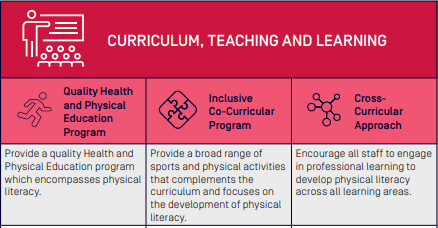 CURRICULUM, TEACHING AND LEARNING
Quality Health
and Physical
Education
Program
Inclusive
Co-Curricular
Program
Cross-
Curricular
Approach
Provide a quality Health and
Physical Education program
which encompasses physical
literacy.
Provide a broad range of
sports and physical activities
that complements the
curriculum and focuses on
the development of physical
literacy.
Encourage all staff to engage
in professional learning to
develop physical literacy
across all learning areas.